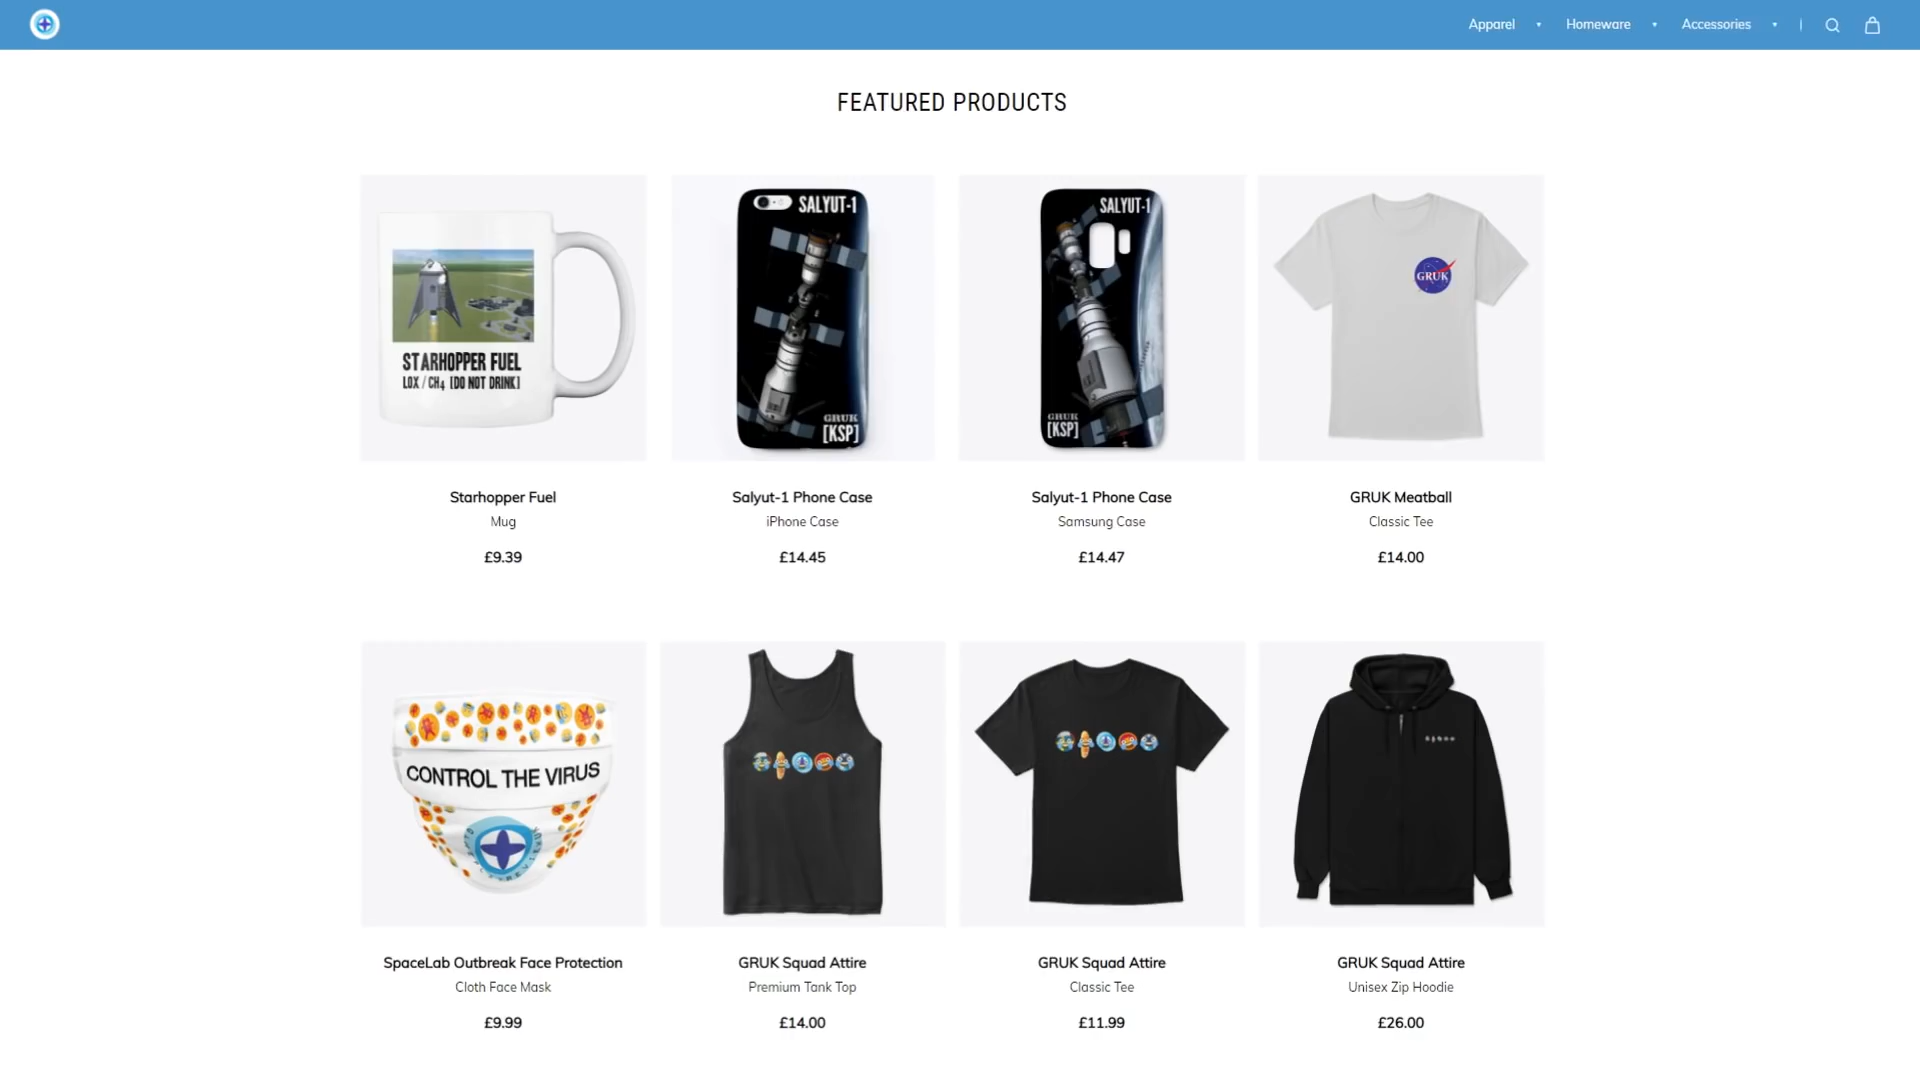 Apparel Homeware Accessories
FEATURED PRODUCTS
STARHOPPER FUEL
LOX / CH4 [DO NOT DRINK]
SALYUT-1
GRUK
[KSP]
SALYUT-1
GRUK
[KSP]
GRUK
Starhopper Fuel
Mug
£9.39
Salyut-1 Phone Case
iPhone Case
£14.45
Salyut-1 Phone Case
Samsung Case
£14.47
GRUK Meatball
Classic Tee
£14.00
CONTROL THE VIRUS
SpaceLab Outbreak Face Protection
Cloth Face Mask
£9.99
GRUK Squad Attire
Premium Tank Top
£14.00
GRUK Squad Attire
Classic Tee
£11.99
GRUK Squad Attire
Unisex Zip Hoodie
£26.00